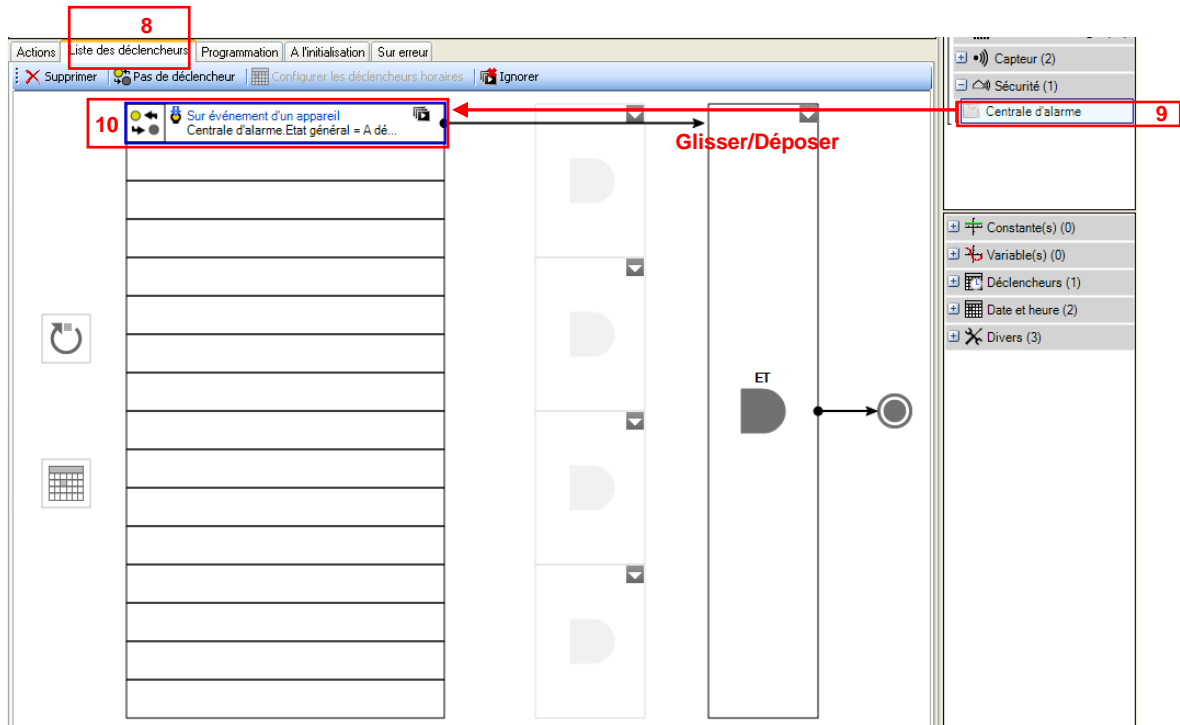 8
Actions Liste des déclencheurs Programmation A l'initialisation Sur erreur
Supprimer Pas de déclencheur Configurer les déclencheurs horaires Ignorer
10
Sur événement d'un appareil
Centrale d'alarme.Etat général = A dé...
Glisser/Déposer
ET
Capteur (2)
Sécurité (1)
Centrale d'alarme
9
Constante(s) (0)
Variable(s) (0)
Déclencheurs (1)
Date et heure (2)
Divers (3)